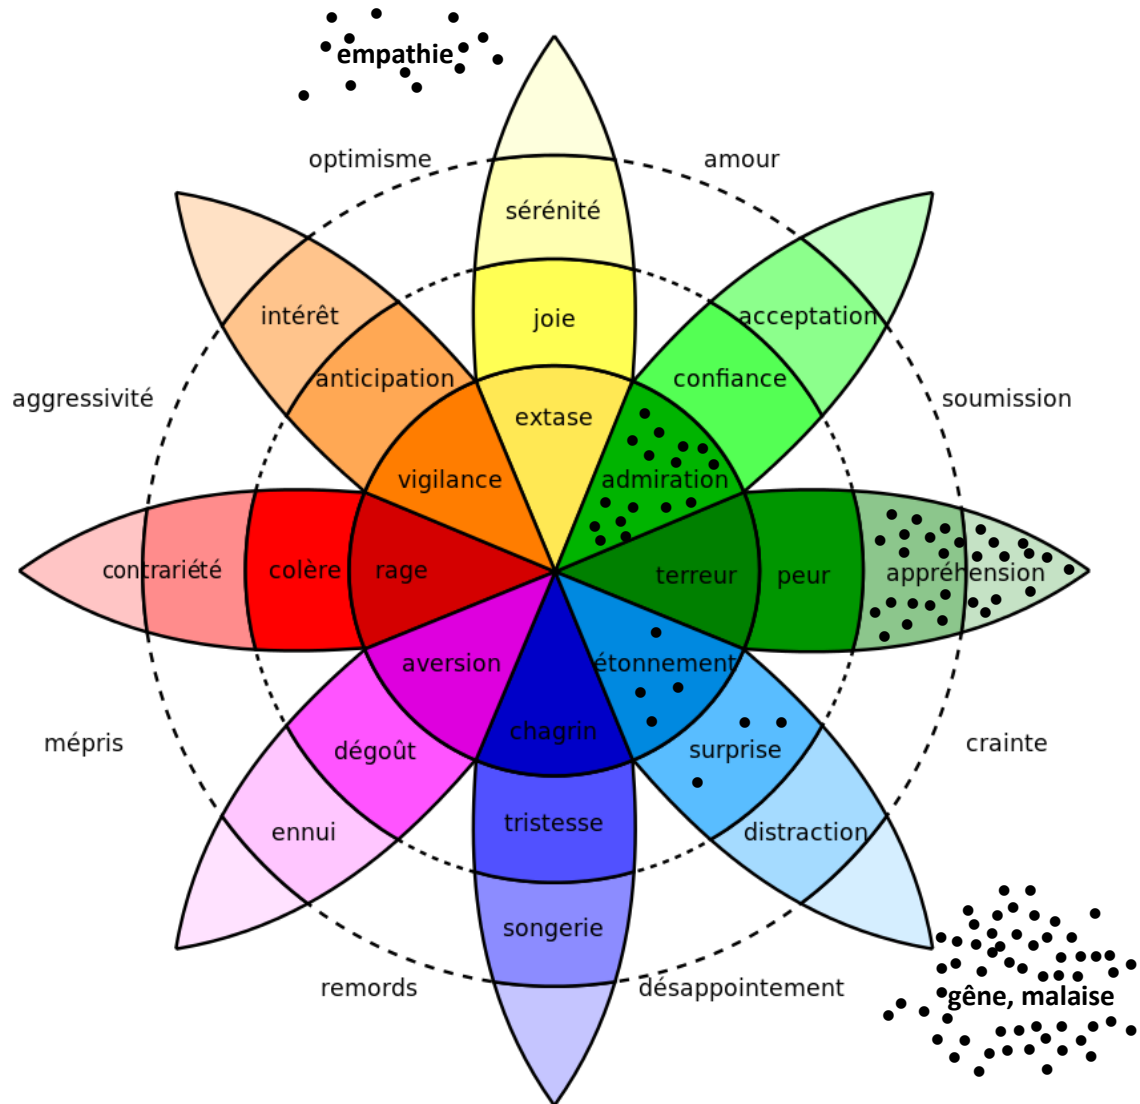 empathie
optimisme
amour
sérénité
intérêt
acceptation
joie
anticipation
confiance
aggressivité
soumission
extase
vigilance
admiration
contrariété
colère
rage
terreur
peur
appréhension
aversion
étonnement
chagrin
mépris
dégoût
surprise
crainte
tristesse
ennui
distraction
songerie
remords
désappointement
gêne, malaise